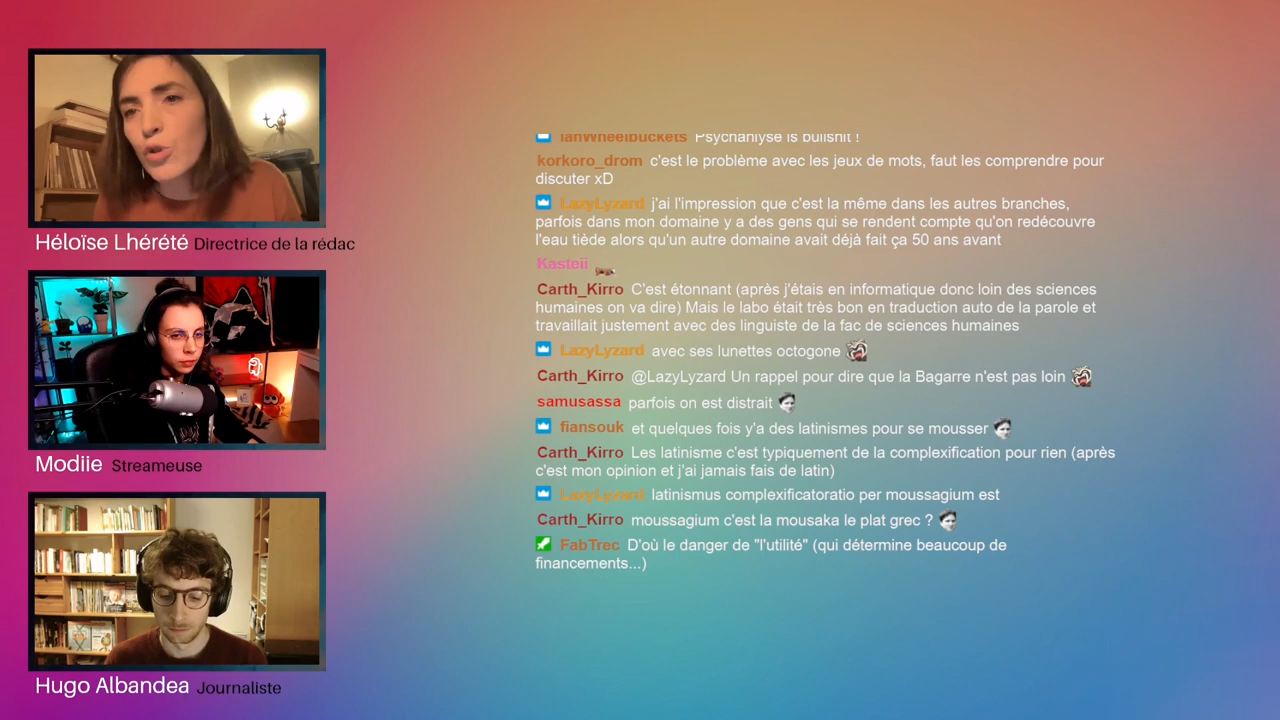 Héloïse Lhérété Directrice de la rédac
Modiie Streameuse
Hugo Albandea Journaliste
IanWheelbuckets Psychanlyse is bullshit !
korkoro_drom c'est le problème avec les jeux de mots, faut les comprendre pour
discuter xD
LazyLyzard j'ai l'impression que c'est la même dans les autres branches,
parfois dans mon domaine y a des gens qui se rendent compte qu'on redécouvre
l'eau tiède alors qu'un autre domaine avait déjà fait ça 50 ans avant
Kasteii
Carth_Kirro C'est étonnant (après j'étais en informatique donc loin des sciences
humaines on va dire) Mais le labo était très bon en traduction auto de la parole et
travaillait justement avec des linguiste de la fac de sciences humaines
LazyLyzard avec ses lunettes octogone
Carth_Kirro @LazyLyzard Un rappel pour dire que la Bagarre n'est pas loin
samusassa parfois on est distrait
fiansouk et quelques fois y'a des latinismes pour se mousser
Carth_Kirro Les latinisme c'est typiquement de la complexification pour rien (après
c'est mon opinion et j'ai jamais fais de latin)
LazyLyzard latinismus complexificatoratio per moussagium est
Carth_Kirro moussagium c'est la mousaka le plat grec ?
FabTrec D'où le danger de "l'utilité" (qui détermine beaucoup de
financements...)